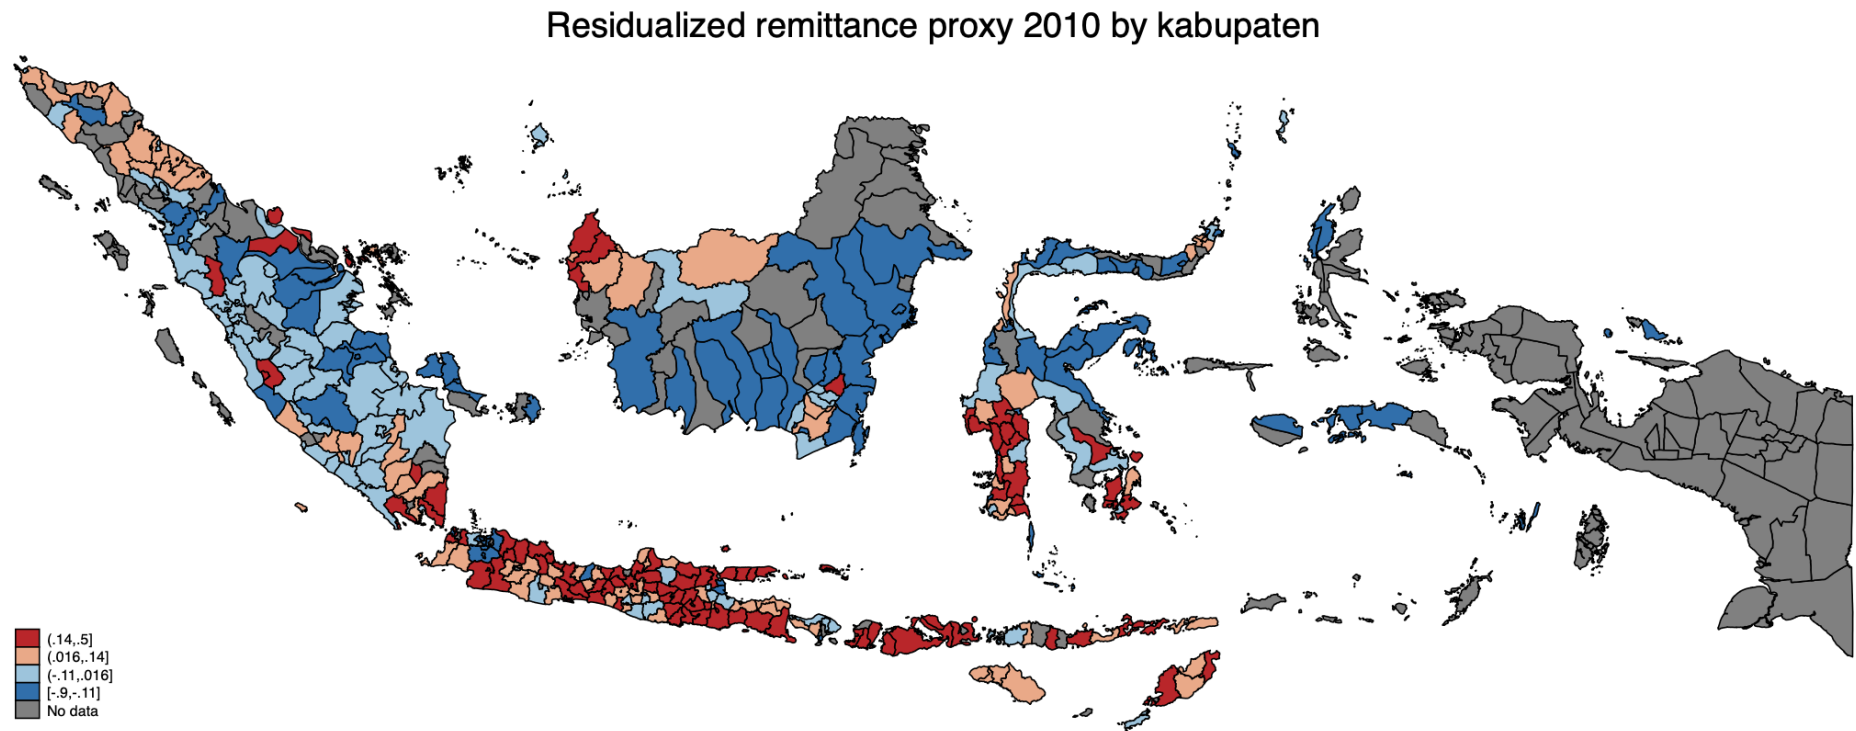 Residualized remittance proxy 2010 by kabupaten
(.14,.5]
(.016,.14]
(-.11,.016]
[-.9,-.11]
No data